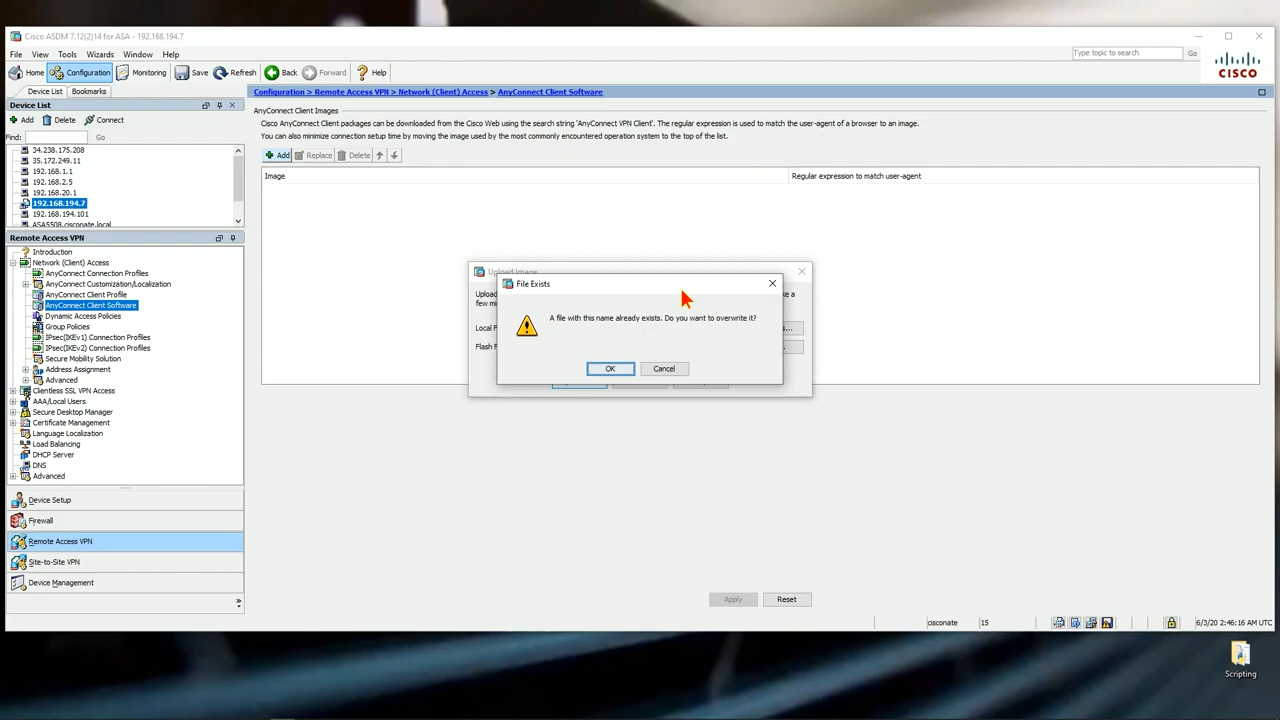 Cisco ASDM 7.12(2)14 for ASA - 192.168.194.7
File View Tools Wizards Window Help
Type topic to search Go
Home Configuration Monitoring Save Refresh Back Forward Help
CISCO
Device List Bookmarks
Configuration > Remote Access VPN > Network (Client) Access > AnyConnect Client Software
Device List
AnyConnect Client Images
Add Delete Connect
Cisco AnyConnect Client packages can be downloaded from the Cisco Web using the search string 'AnyConnect VPN Client'. The regular expression is used to match the user-agent of a browser to an image.
You can also minimize connection setup time by moving the image used by the most commonly encountered operation system to the top of the list.
Find: Go
34.238.175.208
35.172.249.11
192.168.1.1
192.168.2.5
192.168.20.1
192.168.194.7
192.168.194.101
ASA5508.cisconate.local
Add Replace Delete
Image Regular expression to match user-agent
Remote Access VPN
Introduction
Network (Client) Access
AnyConnect Connection Profiles
AnyConnect Customization/Localization
AnyConnect Client Profile
AnyConnect Client Software
Dynamic Access Policies
Group Policies
IPsec(IKEv1) Connection Profiles
IPsec(IKEv2) Connection Profiles
Secure Mobility Solution
Address Assignment
Advanced
Clientless SSL VPN Access
AAA/Local Users
Secure Desktop Manager
Certificate Management
Language Localization
Load Balancing
DHCP Server
DNS
Advanced
Upload Image
Upload
few mi
Local F
Flash F
ke a
...
File Exists
A file with this name already exists. Do you want to overwrite it?
OK Cancel
Device Setup
Firewall
Remote Access VPN
Site-to-Site VPN
Device Management
Apply Reset
cisconate 15 6/3/20 2:46:16 AM UTC
Scripting